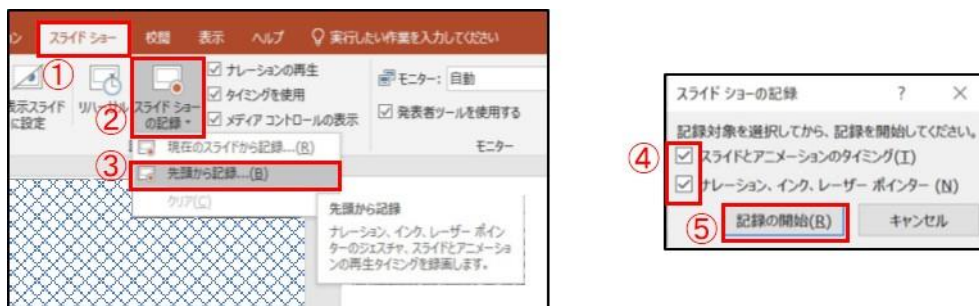 スライド ショー 校閲 表示 ヘルプ 実行したい作業を入力してください
①
表示スライドに設定
リハーサル
スライド ショーの記録
②
ナレーションの再生
タイミングを使用
メディア コントロールの表示
モニター: 自動
発表者ツールを使用する
モニター
現在のスライドから記録...(R)
③
先頭から記録...(B)
クリア(C)
先頭から記録
ナレーション、インク、レーザー ポイン
ターのジェスチャ、スライドとアニメーショ
ンの再生タイミングを録画します。
スライド ショーの記録 ? ×
記録対象を選択してから、記録を開始してください。
④
スライドとアニメーションのタイミング(T)
ナレーション、インク、レーザー ポインター (N)
⑤
記録の開始(R) キャンセル